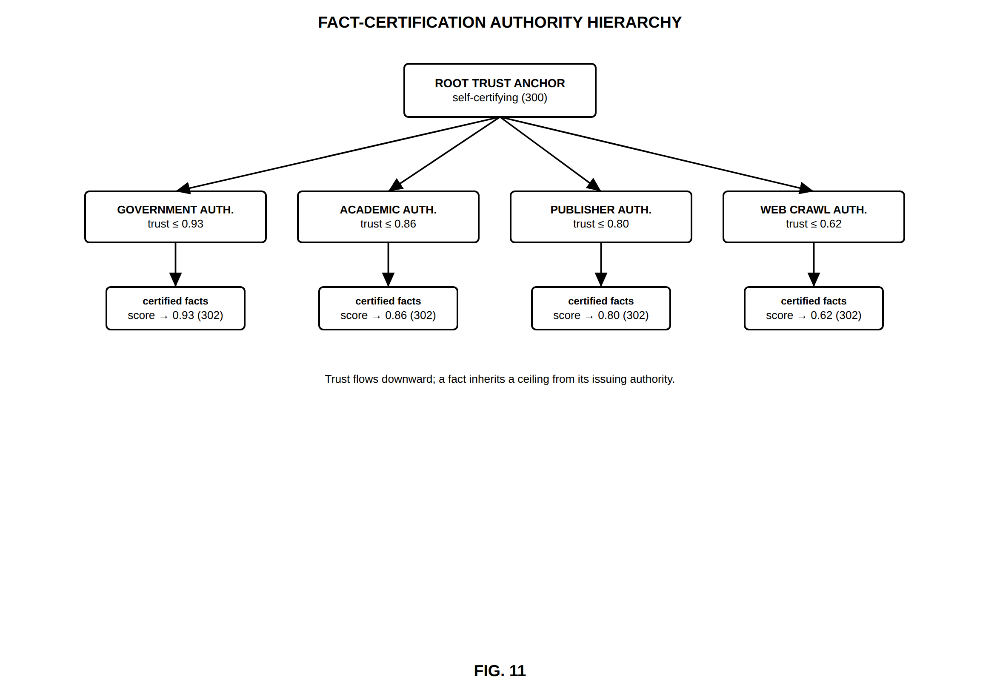 FACT-CERTIFICATION AUTHORITY HIERARCHY
ROOT TRUST ANCHOR
self-certifying (300)
GOVERNMENT AUTH.
trust ≤ 0.93
ACADEMIC AUTH.
trust ≤ 0.86
PUBLISHER AUTH.
trust ≤ 0.80
WEB CRAWL AUTH.
trust ≤ 0.62
certified facts
score → 0.93 (302)
certified facts
score → 0.86 (302)
certified facts
score → 0.80 (302)
certified facts
score → 0.62 (302)
Trust flows downward; a fact inherits a ceiling from its issuing authority.
FIG. 11